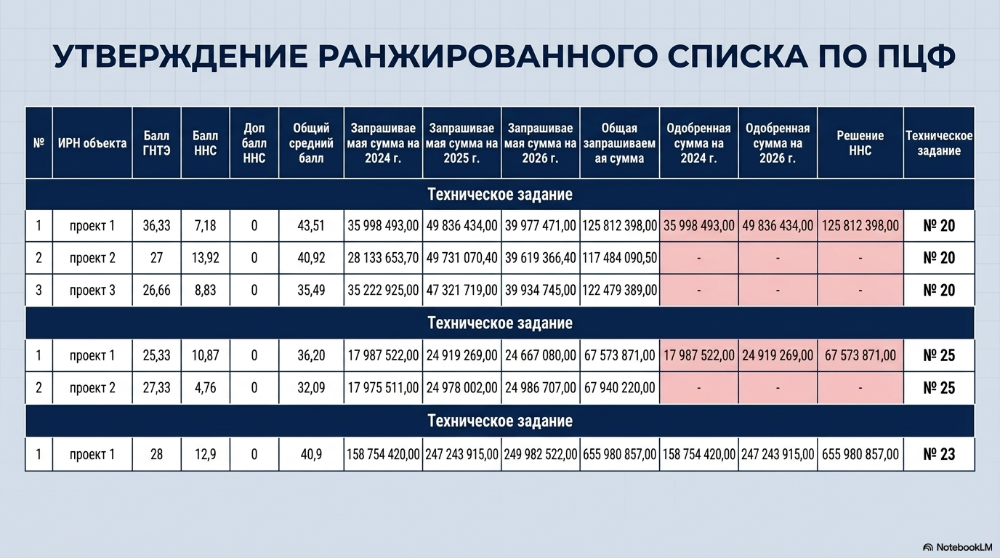 УТВЕРЖДЕНИЕ РАНЖИРОВАННОГО СПИСКА ПО ПЦФ
№ ИРН объекта Балл ГНТЭ Балл ННС Доп балл ННС Общий средний балл Запрашивае мая сумма на 2024 г. Запрашивае мая сумма на 2025 г. Запрашивае мая сумма на 2026 г. Общая запрашиваем ая сумма Одобренная сумма на 2024 г. Одобренная сумма на 2026 г. Решение ННС Техническое задание
Техническое задание
1 проект 1 36,33 7,18 0 43,51 35 998 493,00 49 836 434,00 39 977 471,00 125 812 398,00 35 998 493,00 49 836 434,00 125 812 398,00 № 20
2 проект 2 27 13,92 0 40,92 28 133 653,70 49 731 070,40 39 619 366,40 117 484 090,50 - - - № 20
3 проект 3 26,66 8,83 0 35,49 35 222 925,00 47 321 719,00 39 934 745,00 122 479 389,00 - - - № 20
Техническое задание
1 проект 1 25,33 10,87 0 36,20 17 987 522,00 24 919 269,00 24 667 080,00 67 573 871,00 17 987 522,00 24 919 269,00 67 573 871,00 № 25
2 проект 2 27,33 4,76 0 32,09 17 975 511,00 24 978 002,00 24 986 707,00 67 940 220,00 - - - № 25
Техническое задание
1 проект 1 28 12,9 0 40,9 158 754 420,00 247 243 915,00 249 982 522,00 655 980 857,00 158 754 420,00 247 243 915,00 655 980 857,00 № 23
NotebookLM